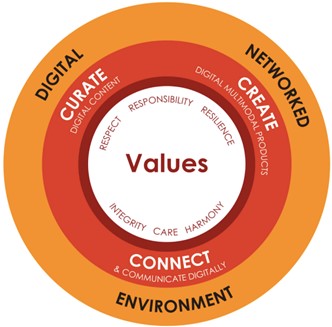 DIGITAL
NETWORKED
ENVIRONMENT
CURATE
DIGITAL CONTENT
CREATE
DIGITAL MULTIMODAL PRODUCTS
CONNECT
& COMMUNICATE DIGITALLY
RESPECT
RESPONSIBILITY
RESILIENCE
Values
INTEGRITY
CARE
HARMONY